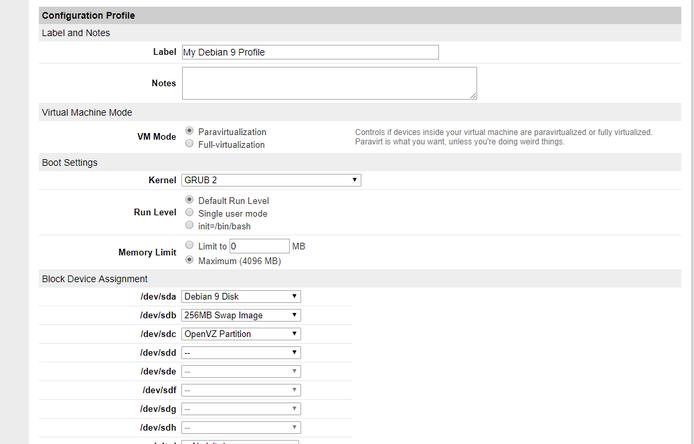 Configuration Profile
Label and Notes
Label My Debian 9 Profile
Notes
Virtual Machine Mode
VM Mode Paravirtualization Controls if devices inside your virtual machine are paravirtualized or fully virtualized.
Full-virtualization Paravirt is what you want, unless you're doing weird things.
Boot Settings
Kernel GRUB 2
Default Run Level
Run Level Single user mode
init=/bin/bash
Limit to 0 MB
Memory Limit
Maximum (4096 MB)
Block Device Assignment
/dev/sda Debian 9 Disk
/dev/sdb 256MB Swap Image
/dev/sdc OpenVZ Partition
/dev/sdd --
/dev/sde --
/dev/sdf --
/dev/sdg --
/dev/sdh --